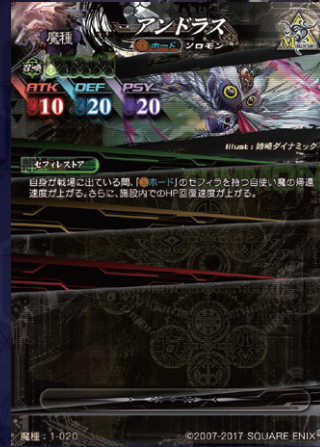 アンドラス
魔種
ホード ソロモン
召喚
ATK DEF PSY
10 20 20
Illust：姉崎ダイナミック
セフィレストア
自身が戦場に出ている間、「ホード」のセフィラを持つ自使い魔の帰還
速度が上がる。さらに、施設内でのHP回復速度が上がる。
魔種：1-020
©2007-2017 SQUARE ENIX